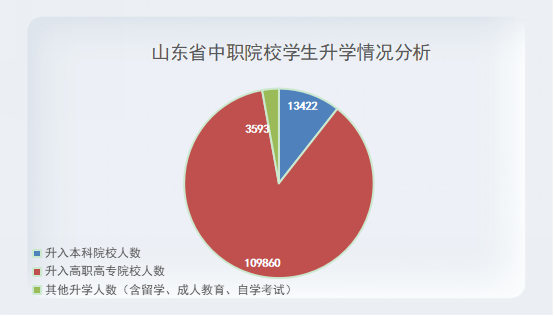 山东省中职院校学生升学情况分析
13422
3593
109860
升入本科院校人数
升入高职高专院校人数
其他升学人数（含留学、成人教育、自学考试）